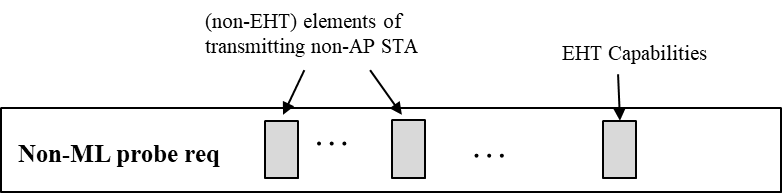 (non-EHT) elements of
transmitting non-AP STA
EHT Capabilities
Non-ML probe req
...
...